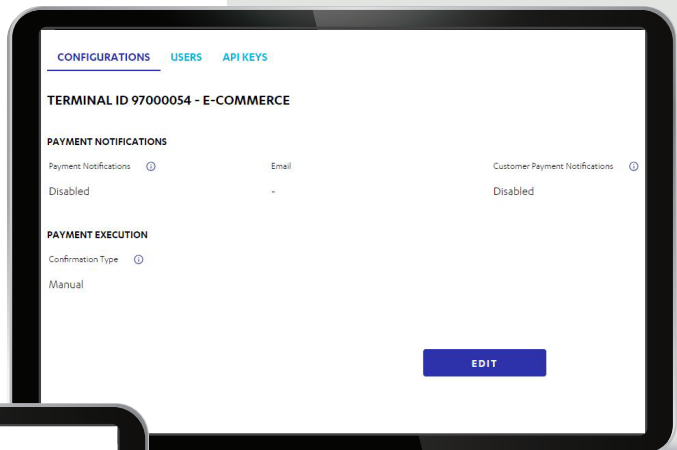 CONFIGURATIONS USERS API KEYS
TERMINAL ID 97000054 - E-COMMERCE
PAYMENT NOTIFICATIONS
Payment Notifications Email Customer Payment Notifications
Disabled - Disabled
PAYMENT EXECUTION
Confirmation Type
Manual
EDIT